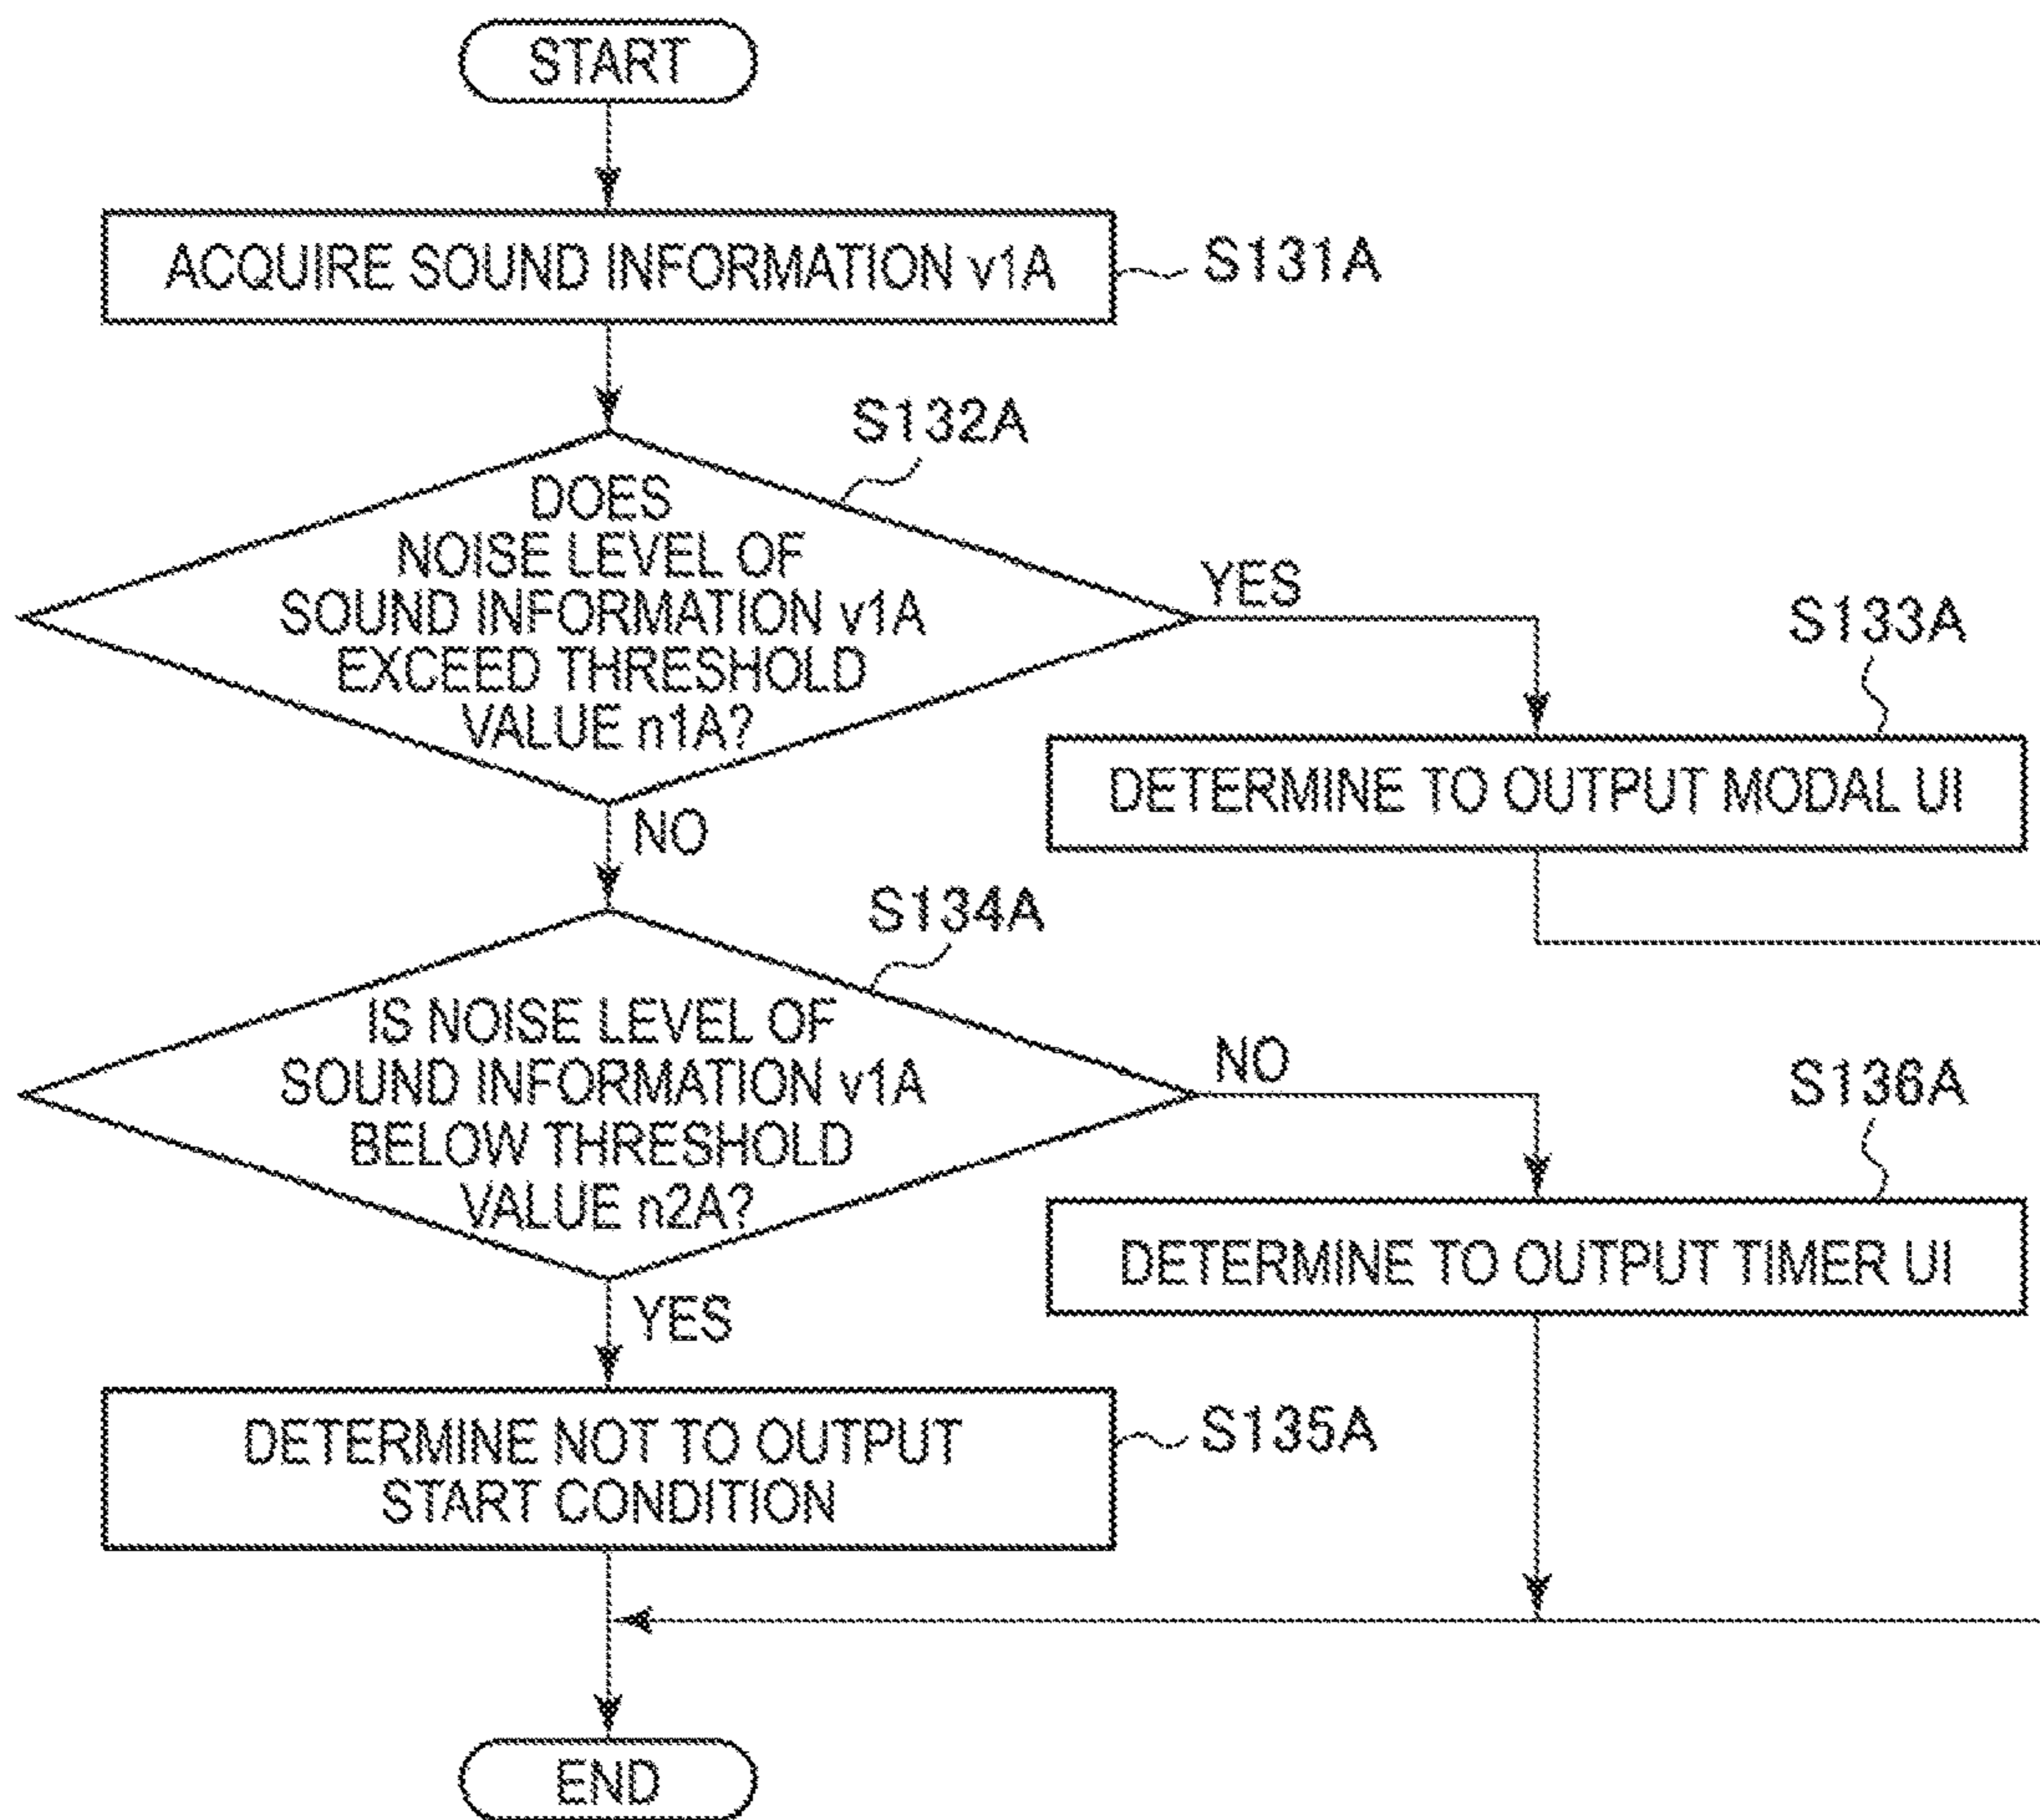 START
ACQUIRE SOUND INFORMATION v1A
S131A
S132A
DOES
NOISE LEVEL OF
SOUND INFORMATION v1A
EXCEED THRESHOLD
VALUE n1A?
YES
S133A
DETERMINE TO OUTPUT MODAL UI
NO
S134A
IS NOISE LEVEL OF
SOUND INFORMATION v1A
BELOW THRESHOLD
VALUE n2A?
NO
S136A
DETERMINE TO OUTPUT TIMER UI
YES
DETERMINE NOT TO OUTPUT
START CONDITION
S135A
END